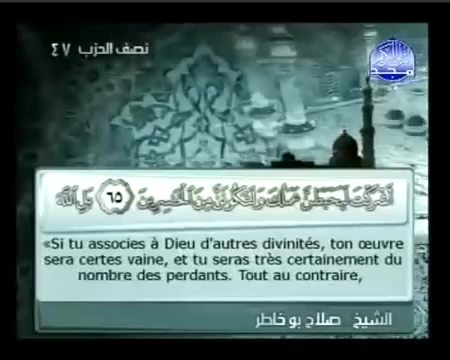 نصف الحزب ٤٧
مجد
أشركت ليحبطن عملك ولتكونن من الخسرين ٦٥ بل الله
«Si tu associes à Dieu d'autres divinités, ton œuvre
sera certes vaine, et tu seras très certainement du
nombre des perdants. Tout au contraire,
الشيخ صلاح بو خاطر